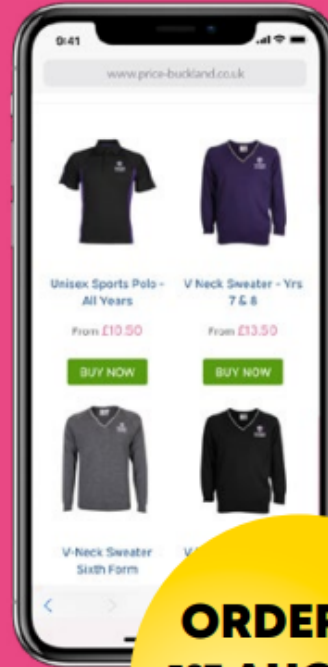 9:41
www.price-buckland.co.uk
Unisex Sports Polo -
All Years
V Neck Sweater - Yrs
7 & 8
From £10.50
From £13.50
BUY NOW
BUY NOW
V-Neck Sweater
Sixth Form
ORDER